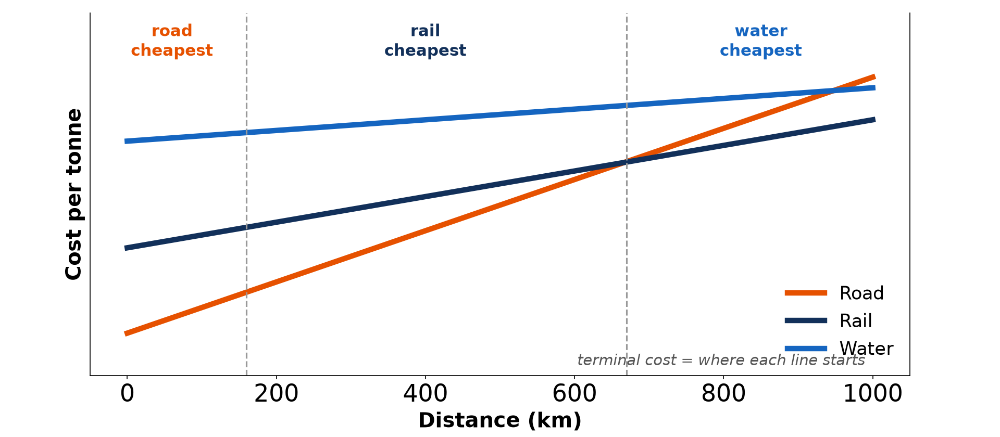 road
cheapest
rail
cheapest
water
cheapest
Cost per tonne
Road
Rail
Water
terminal cost = where each line starts
0 200 400 600 800 1000
Distance (km)